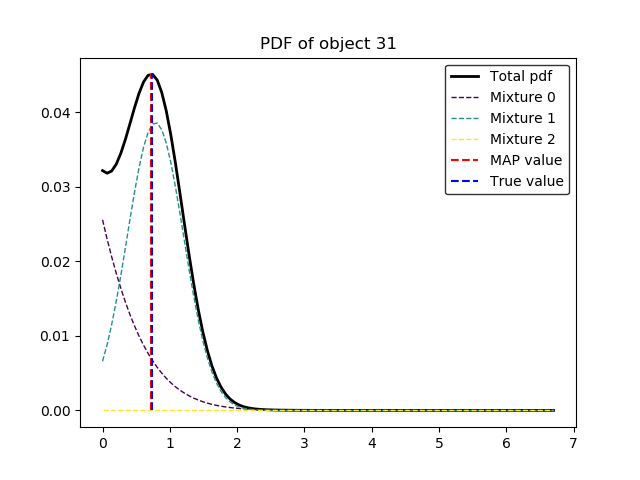 PDF of object 31
Total pdf
Mixture 0
Mixture 1
Mixture 2
MAP value
True value
0.04
0.03
0.02
0.01
0.00
0 1 2 3 4 5 6 7